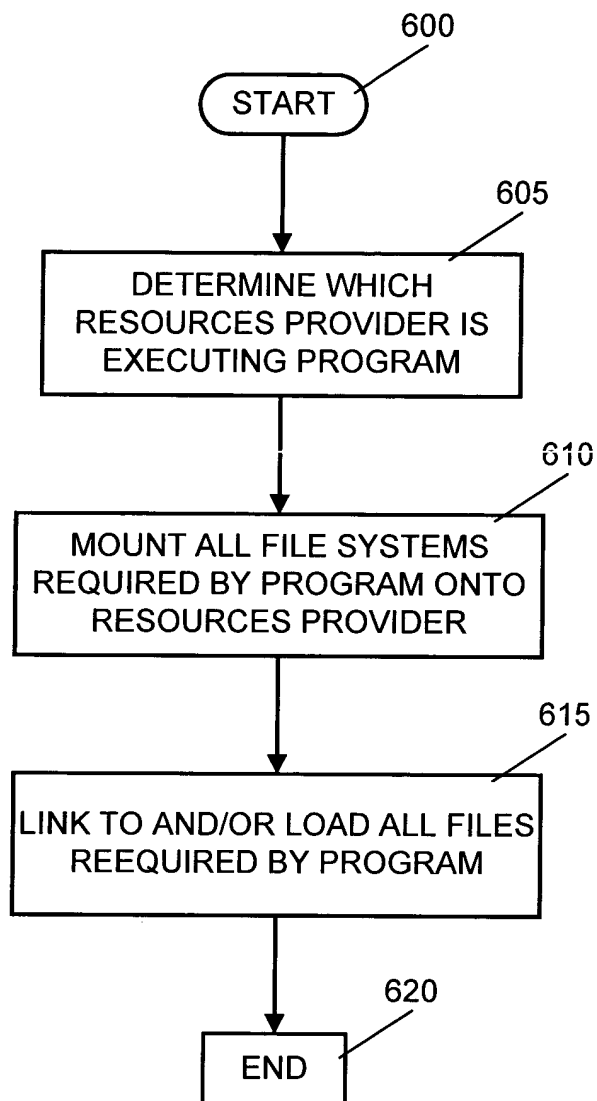 600
START
605
DETERMINE WHICH
RESOURCES PROVIDER IS
EXECUTING PROGRAM
610
MOUNT ALL FILE SYSTEMS
REQUIRED BY PROGRAM ONTO
RESOURCES PROVIDER
615
LINK TO AND/OR LOAD ALL FILES
REEQUIRED BY PROGRAM
620
END